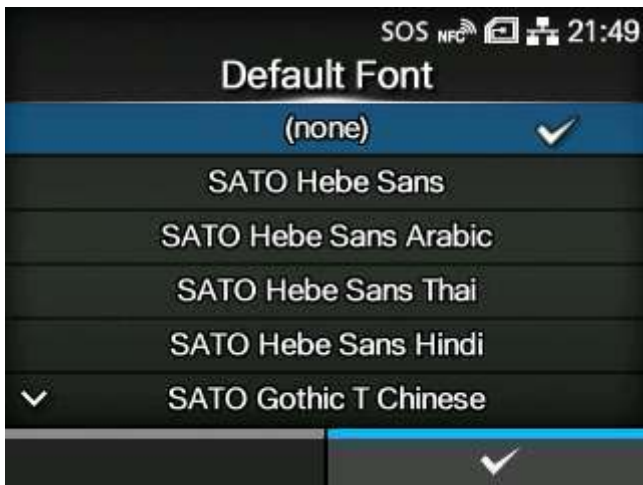 SOS NFC 21:49
Default Font
(none)
SATO Hebe Sans
SATO Hebe Sans Arabic
SATO Hebe Sans Thai
SATO Hebe Sans Hindi
SATO Gothic T Chinese